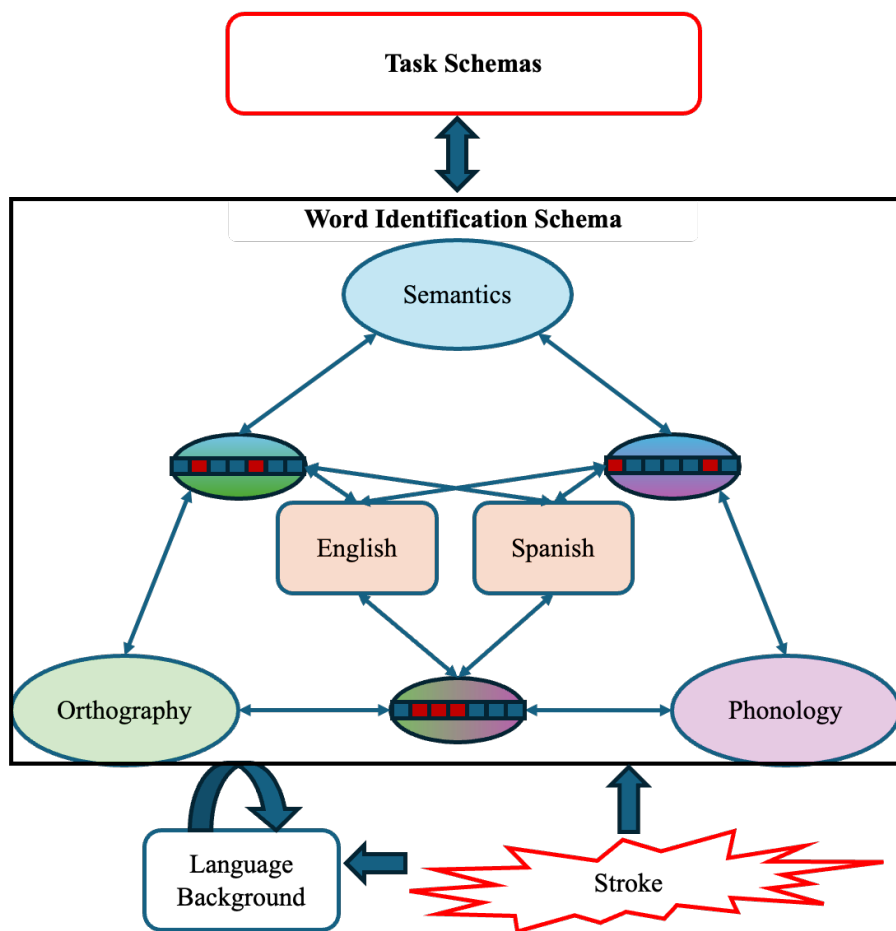 Task Schemas
Word Identification Schema
Semantics
English
Spanish
Orthography
Phonology
Language
Background
Stroke